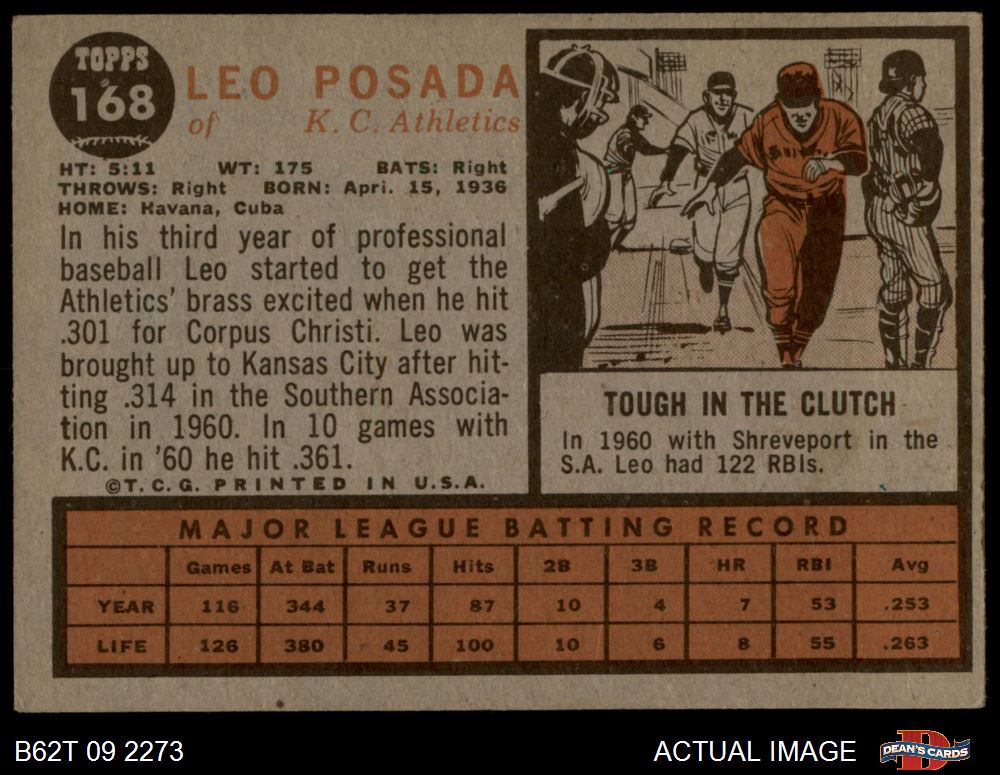 TOPPS
168
LEO POSADA
of K. C. Athletics
HT: 5:11 WT: 175 BATS: Right
THROWS: Right BORN: Apri. 15, 1936
HOME: Havana, Cuba
In his third year of professional
baseball Leo started to get the
Athletics' brass excited when he hit
.301 for Corpus Christi. Leo was
brought up to Kansas City after hit-
ting .314 in the Southern Associa-
tion in 1960. In 10 games with
K.C. in '60 he hit .361.
©T.C.G. PRINTED IN U.S.A.
TOUGH IN THE CLUTCH
In 1960 with Shreveport in the
S.A. Leo had 122 RBIs.
MAJOR LEAGUE BATTING RECORD
Games At Bat Runs Hits 2B 3B HR RBI Avg
YEAR 116 344 37 87 10 4 7 53 .253
LIFE 126 380 45 100 10 6 8 55 .263
B62T 09 2273 ACTUAL IMAGE DEAN'S CARDS